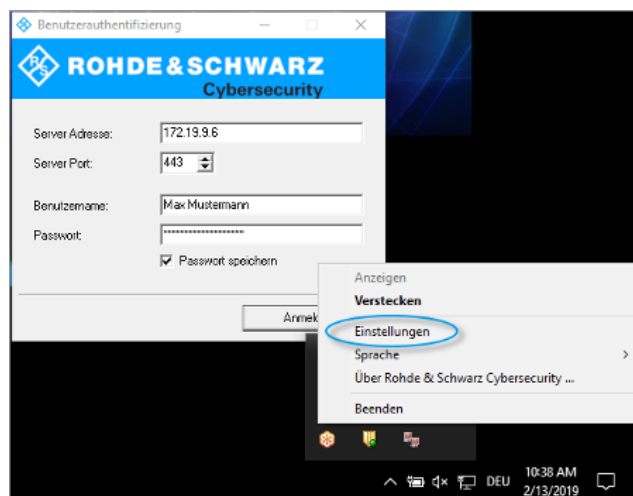 Benutzerauthentifizierung
ROHDE & SCHWARZ
Cybersecurity
Server Adresse:
172.19.9.6
Server Port:
443
Benutzername:
Max Mustermann
Passwort:
Passwort speichern
Anmel
Anzeigen
Verstecken
Einstellungen
Sprache
Über Rohde & Schwarz Cybersecurity ...
Beenden
DEU
10:38 AM
2/13/2019